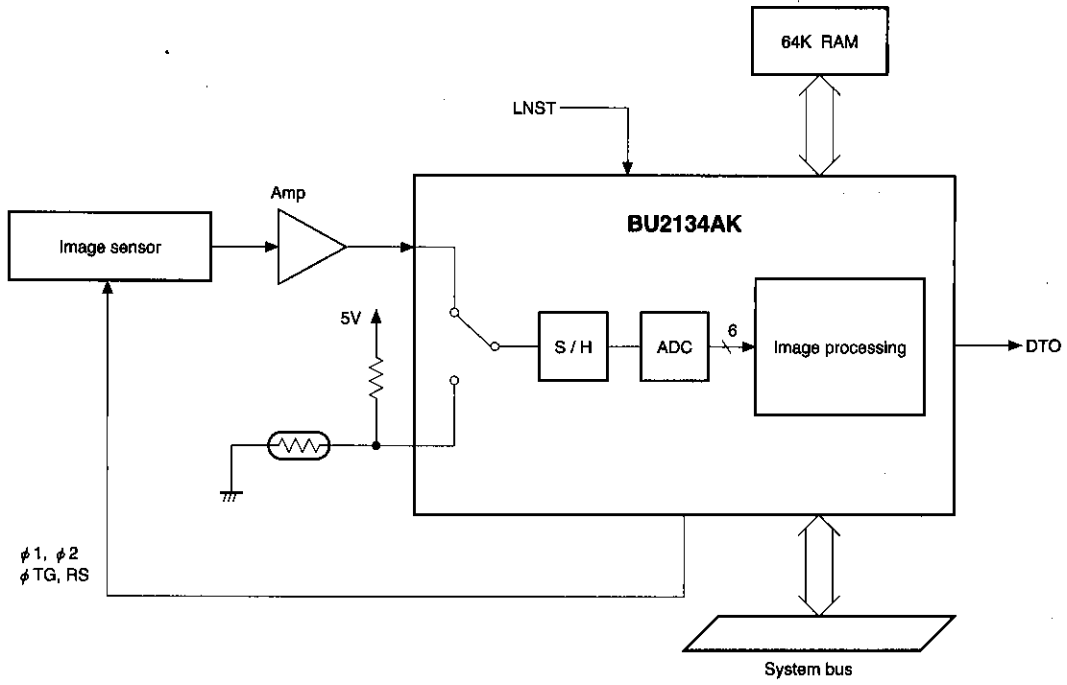 64K RAM
LNST
Amp
BU2134AK
Image sensor
5V
S / H
ADC
6
Image processing
DTO
ϕ1, ϕ2
ϕTG, RS
System bus